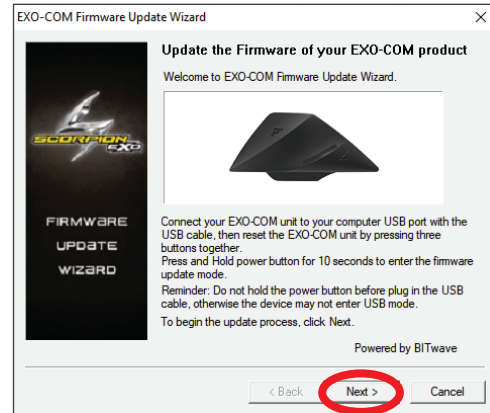 EXO-COM Firmware Update Wizard
Update the Firmware of your EXO-COM product
Welcome to EXO-COM Firmware Update Wizard.
SCORPION
EXO
FIRMWARE
UPDATE
WIZARD
Connect your EXO-COM unit to your computer USB port with the
USB cable, then reset the EXO-COM unit by pressing three
buttons together.
Press and Hold power button for 10 seconds to enter the firmware
update mode.
Reminder: Do not hold the power button before plug in the USB
cable, otherwise the device may not enter USB mode.
To begin the update process, click Next.
Powered by BITwave
< Back
Next >
Cancel